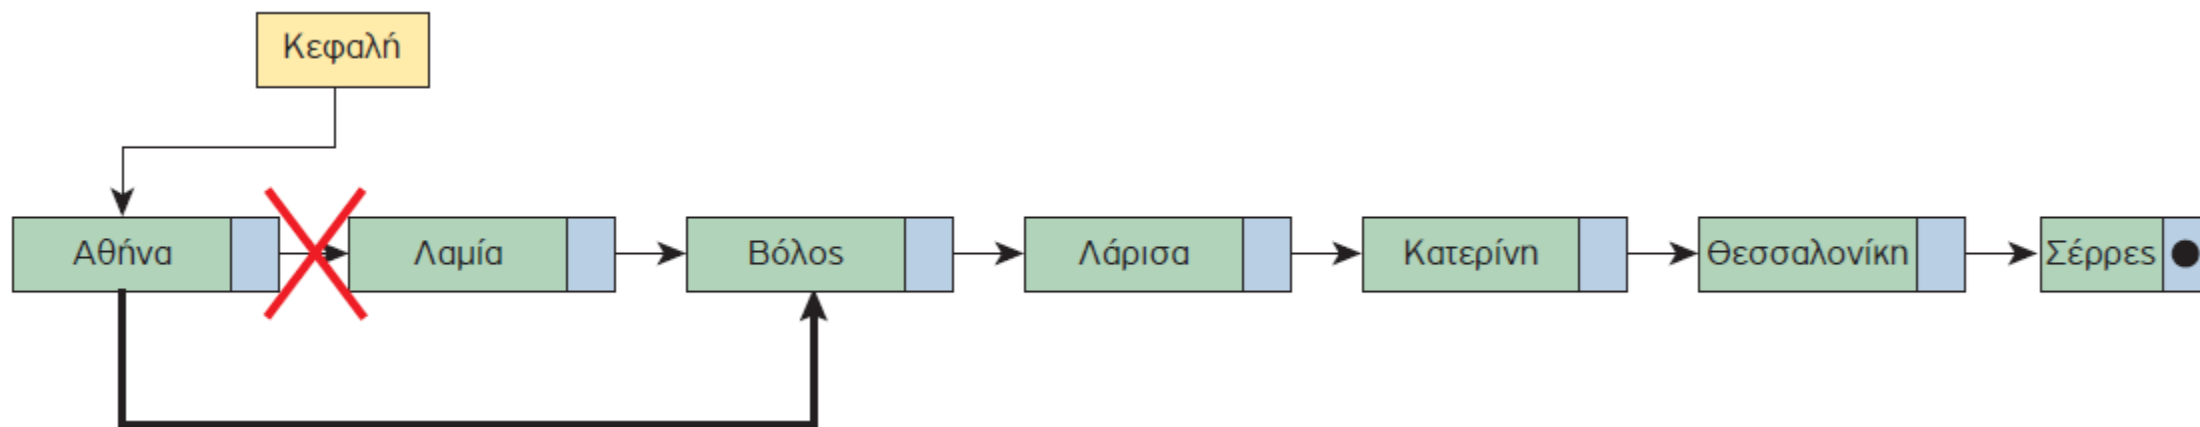 Κεφαλή
Αθήνα
Λαμία
Βόλος
Λάρισα
Κατερίνη
Θεσσαλονίκη
Σέρρες